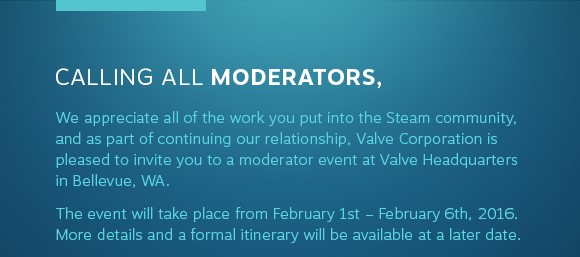 CALLING ALL MODERATORS,
We appreciate all of the work you put into the Steam community,
and as part of continuing our relationship, Valve Corporation is
pleased to invite you to a moderator event at Valve Headquarters
in Bellevue, WA.
The event will take place from February 1st – February 6th, 2016.
More details and a formal itinerary will be available at a later date.